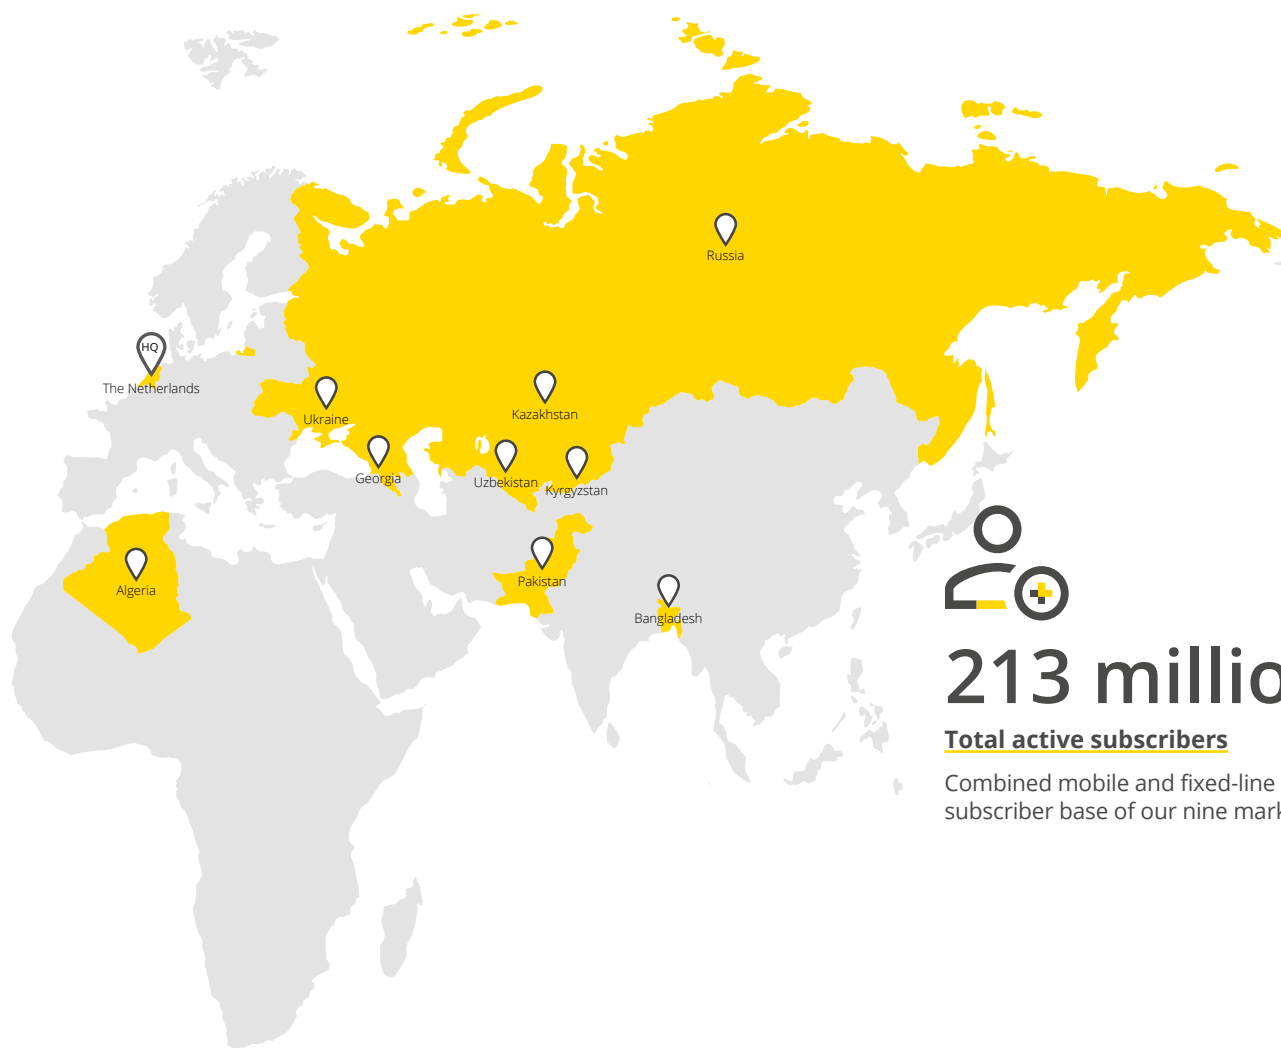 Russia
HQ
The Netherlands
Kazakhstan
Ukraine
Georgia
Uzbekistan
Kyrgyzstan
Pakistan
Algeria
Bangladesh
213 millio
Total active subscribers
Combined mobile and fixed-line
subscriber base of our nine mark